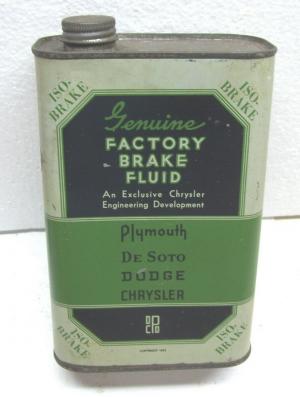 ISO-
BRAKE
ISO-
BRAKE
Genuine
FACTORY
BRAKE
FLUID
An Exclusive Chrysler
Engineering Development
Plymouth
DE SOTO
DODGE
CHRYSLER
ISO-
BRAKE
ISO-
BRAKE